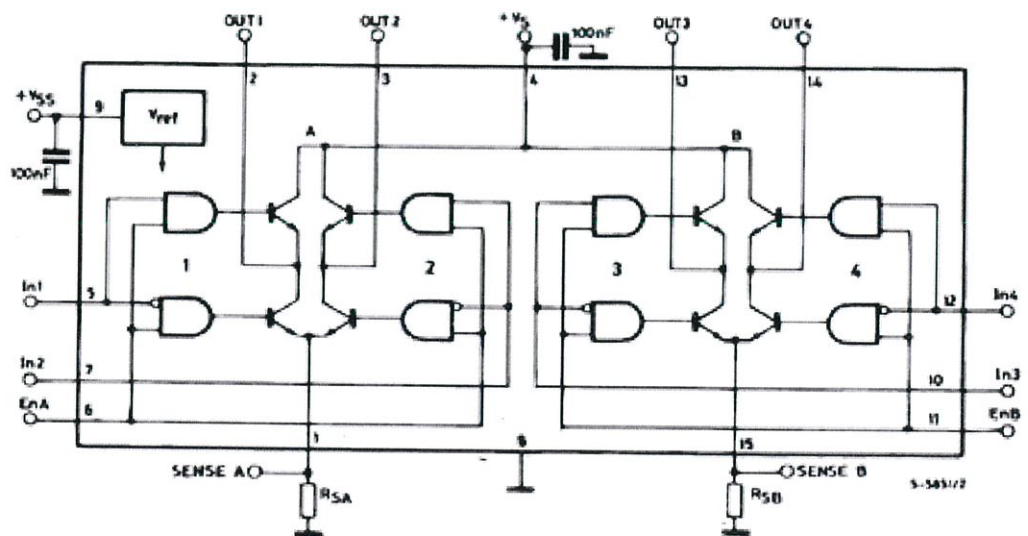 OUT1 OUT2 +Vs 100nF OUT3 OUT4
2 3 4 13 14
+Vss 9 Vref
100nF
A B
1 2 3 4
In1 5 12 In4
In2 7 10 In3
EnA 6 11 EnB
1 8 15
SENSE A SENSE B
RSA RSB
S-5851/2